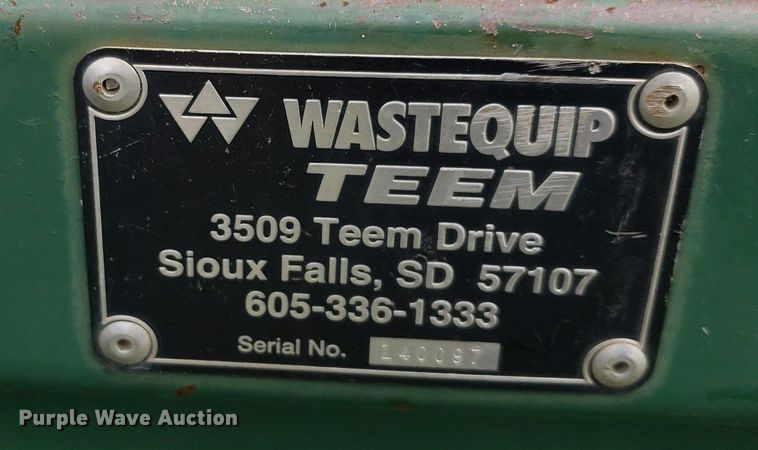 WASTEQUIP
TEEM
3509 Teem Drive
Sioux Falls, SD 57107
605-336-1333
Serial No. 140097
Purple Wave Auction